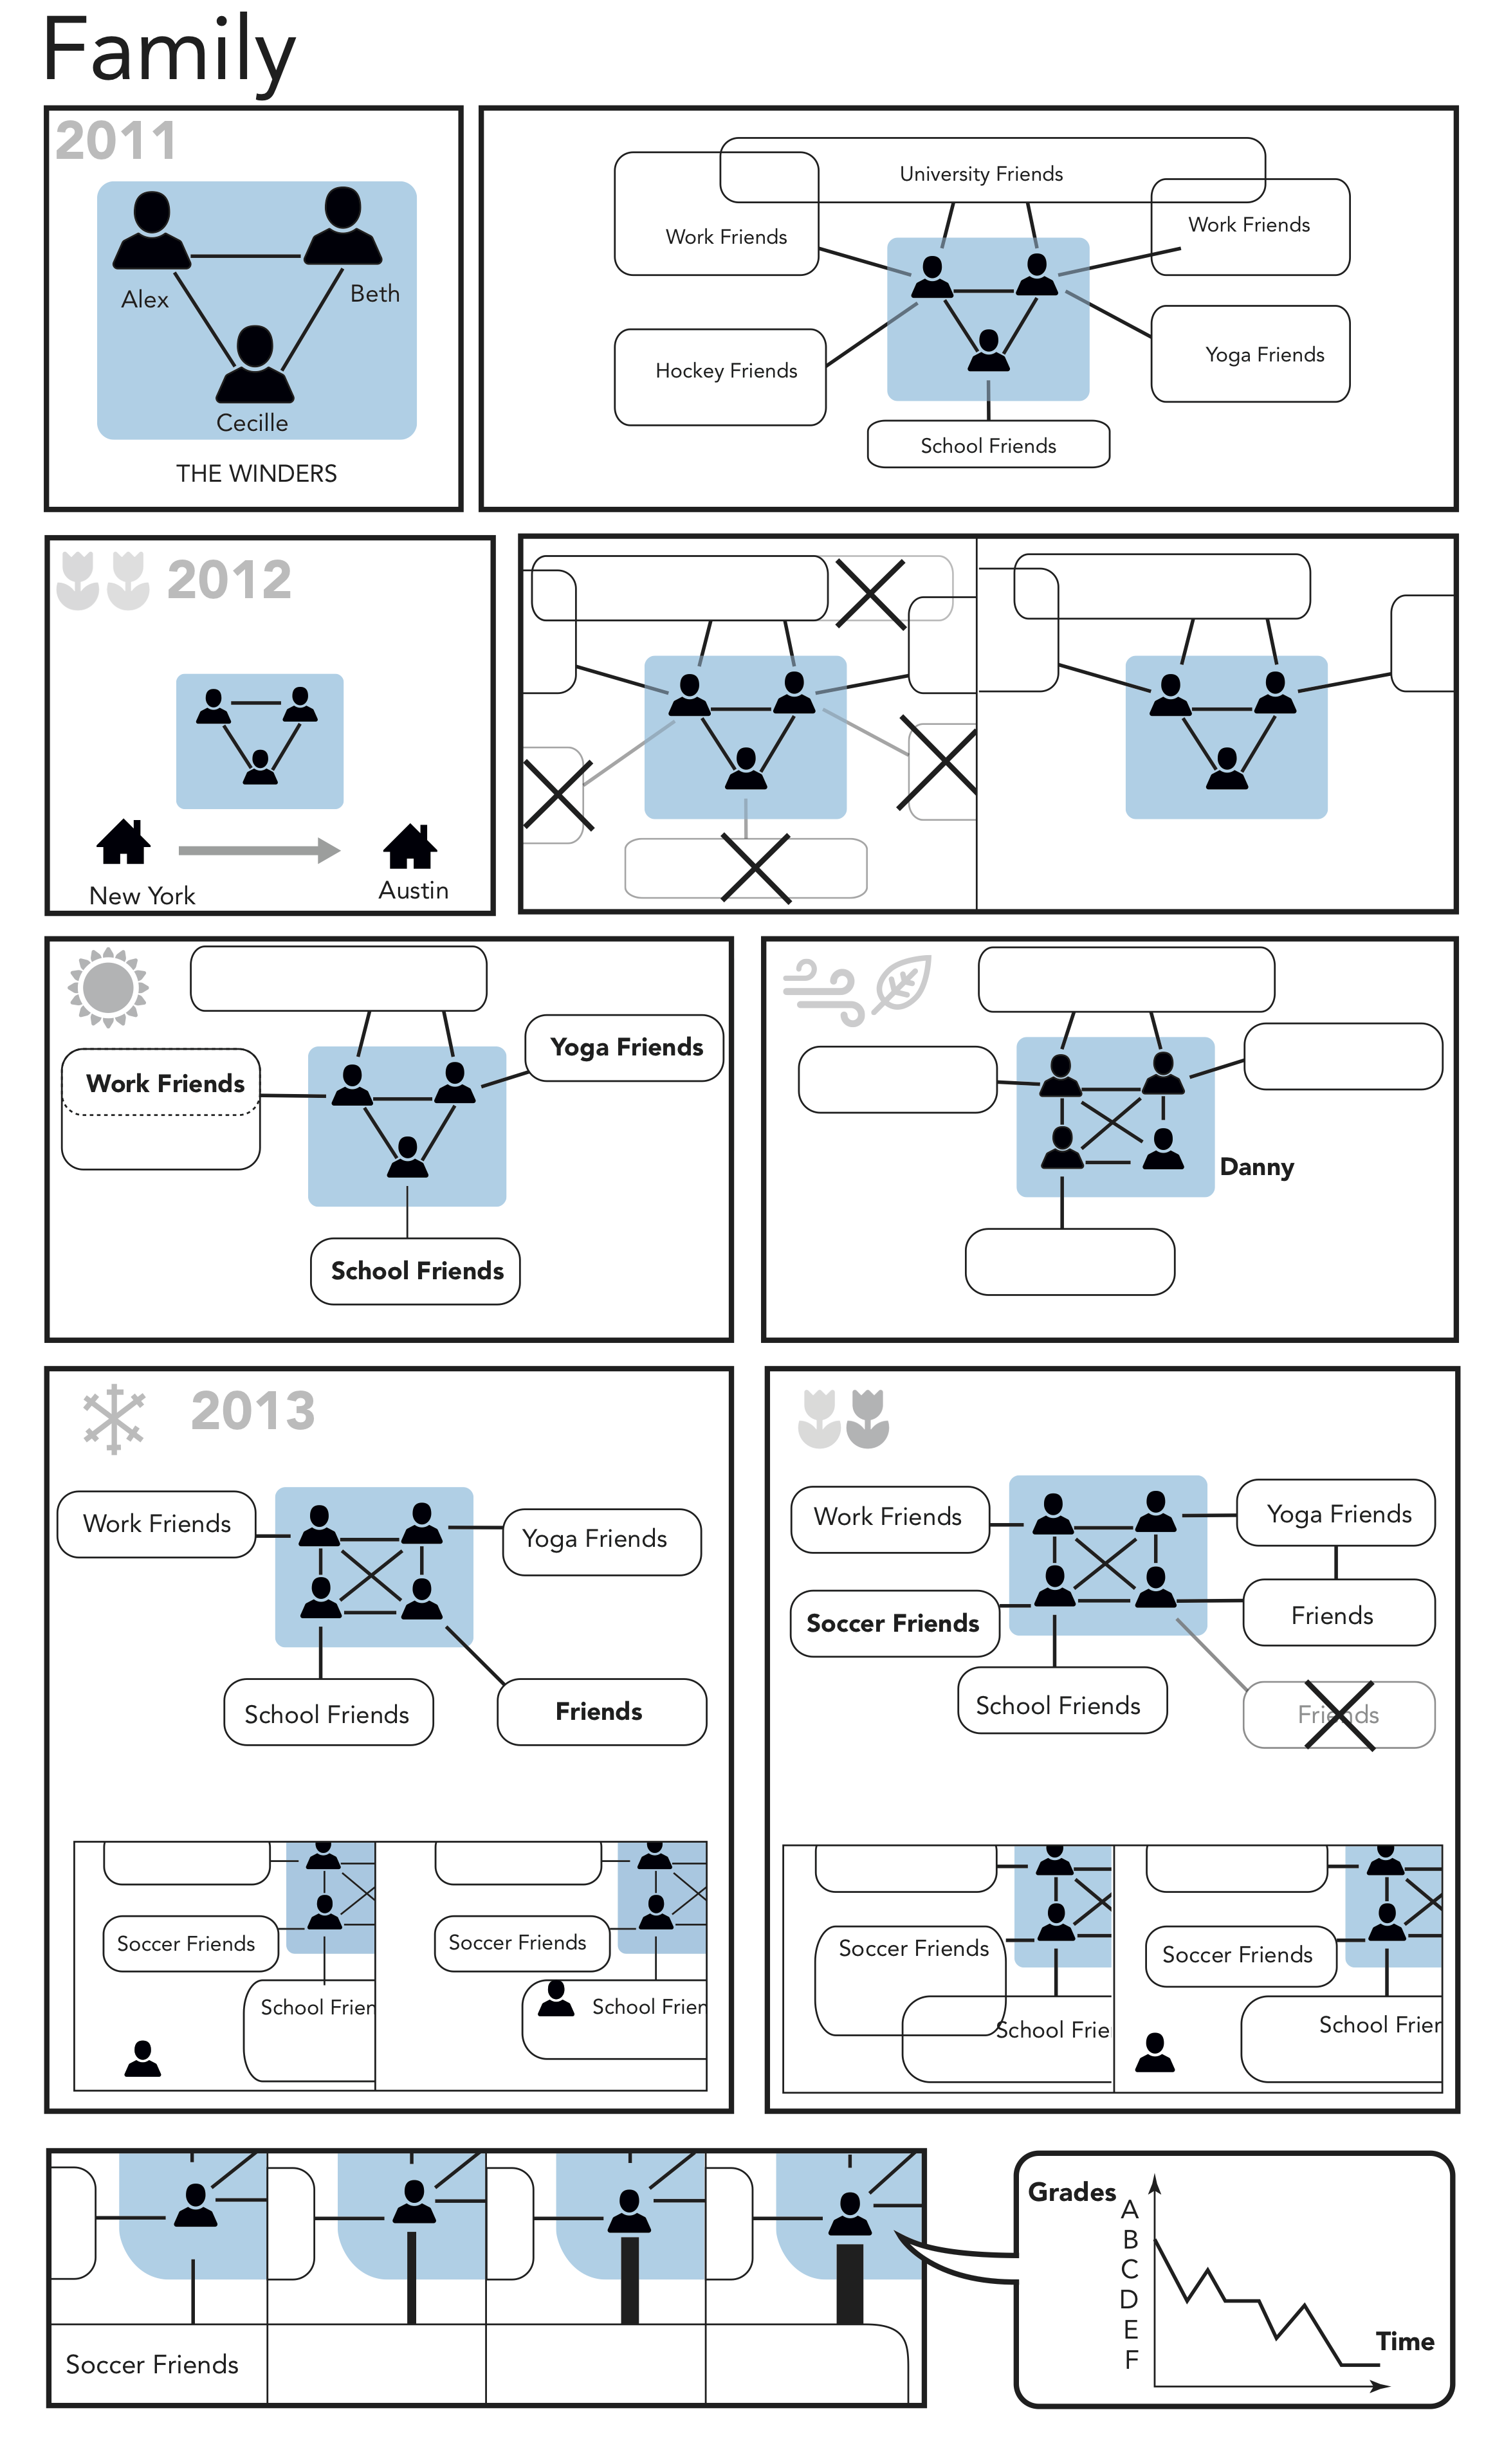 Family
2011
Alex
Beth
Cecille
THE WINDERS
University Friends
Work Friends
Work Friends
Hockey Friends
Yoga Friends
School Friends
2012
New York
Austin
Work Friends
Yoga Friends
School Friends
Danny
2013
Work Friends
Yoga Friends
School Friends
Friends
Soccer Friends
School Frien
Soccer Friends
School Frien
Work Friends
Yoga Friends
Soccer Friends
Friends
School Friends
Friends
Soccer Friends
School Frie
Soccer Friends
School Frien
Soccer Friends
Grades
A
B
C
D
E
F
Time